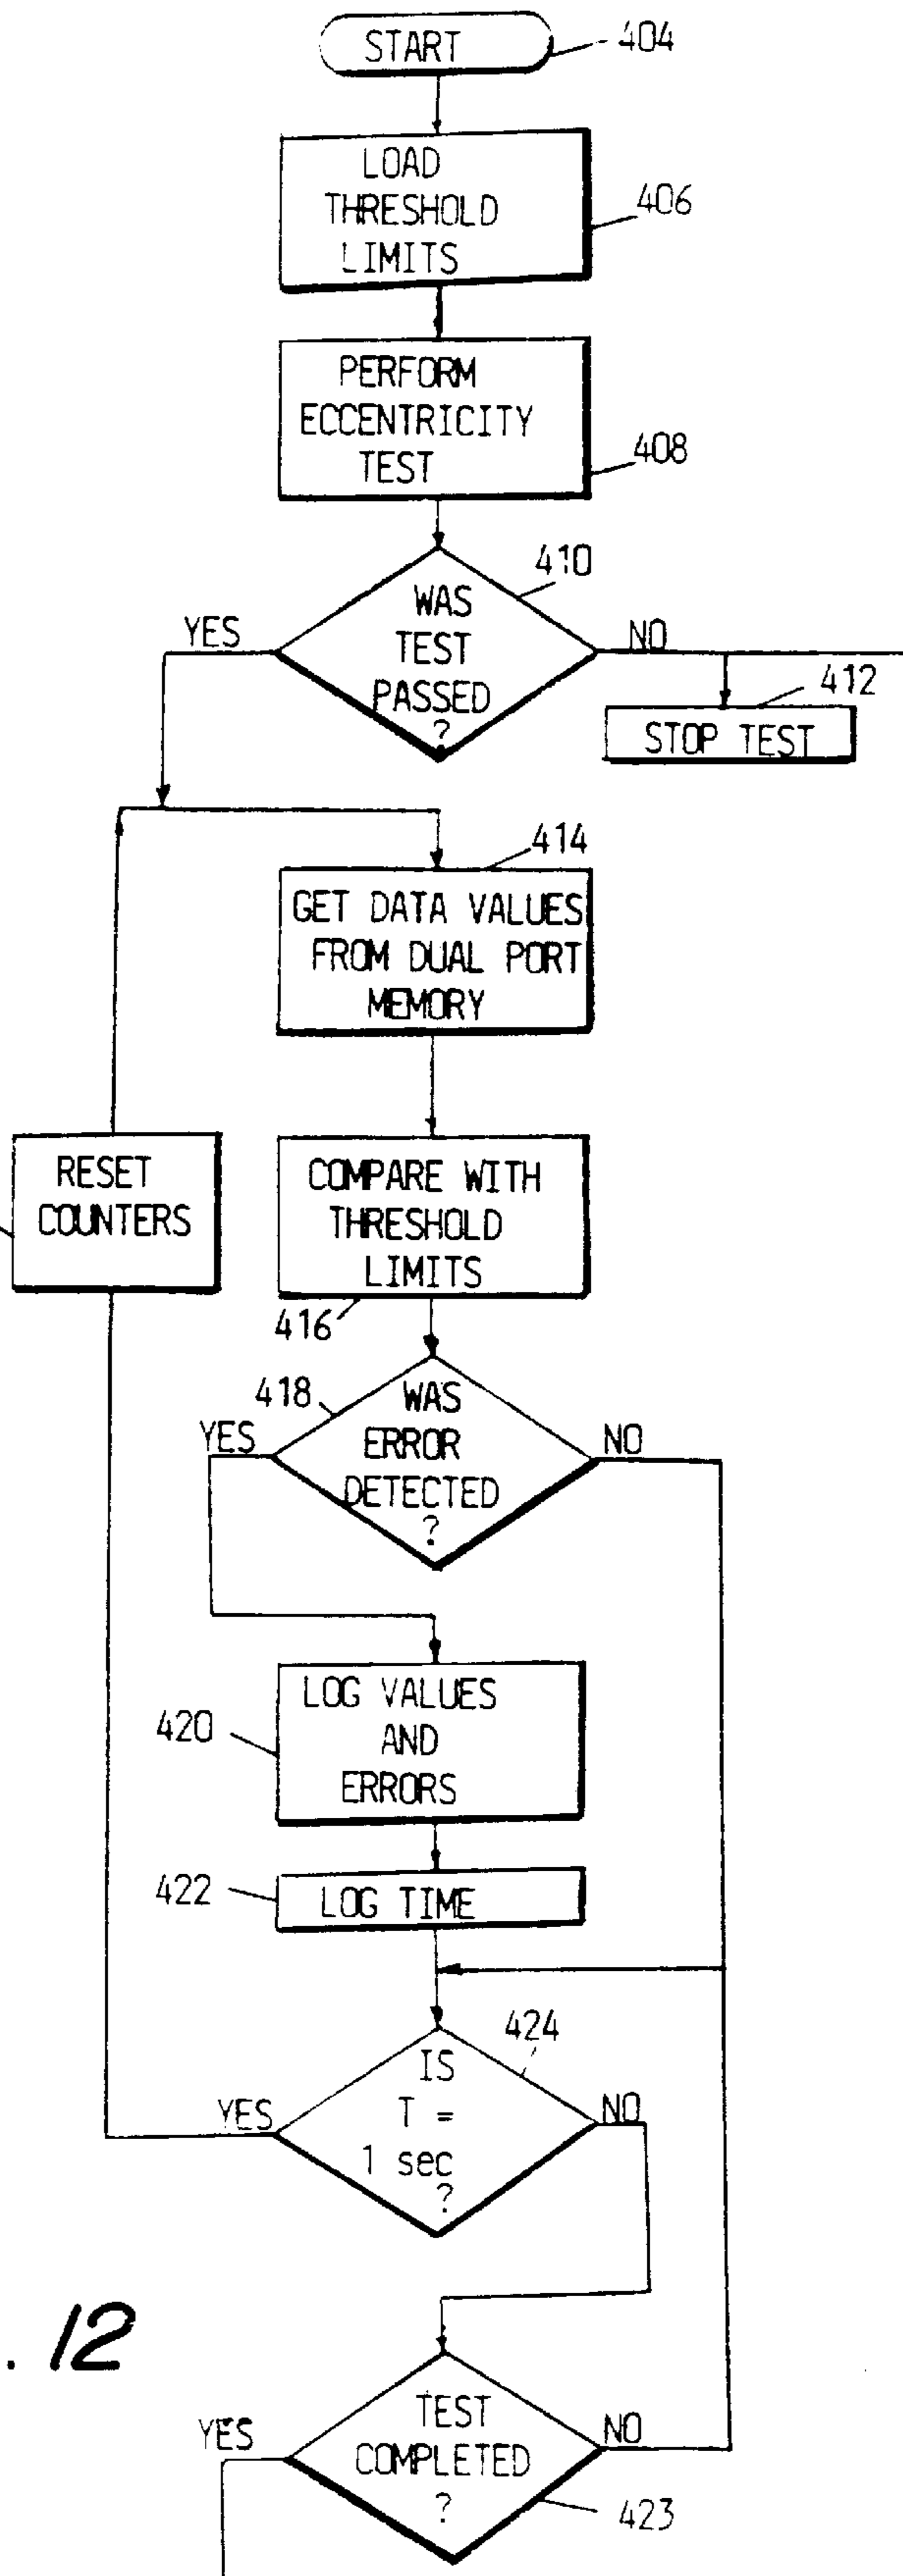 START
404
LOAD
THRESHOLD
LIMITS
406
PERFORM
ECCENTRICITY
TEST
408
410
WAS
TEST
PASSED
?
YES
NO
412
STOP TEST
414
GET DATA VALUES
FROM DUAL PORT
MEMORY
RESET
COUNTERS
COMPARE WITH
THRESHOLD
LIMITS
416
418
WAS
ERROR
DETECTED
?
YES
NO
LOG VALUES
AND
ERRORS
420
422
LOG TIME
424
IS
T =
1 sec
?
YES
NO
. 12
TEST
COMPLETED
?
YES
NO
423